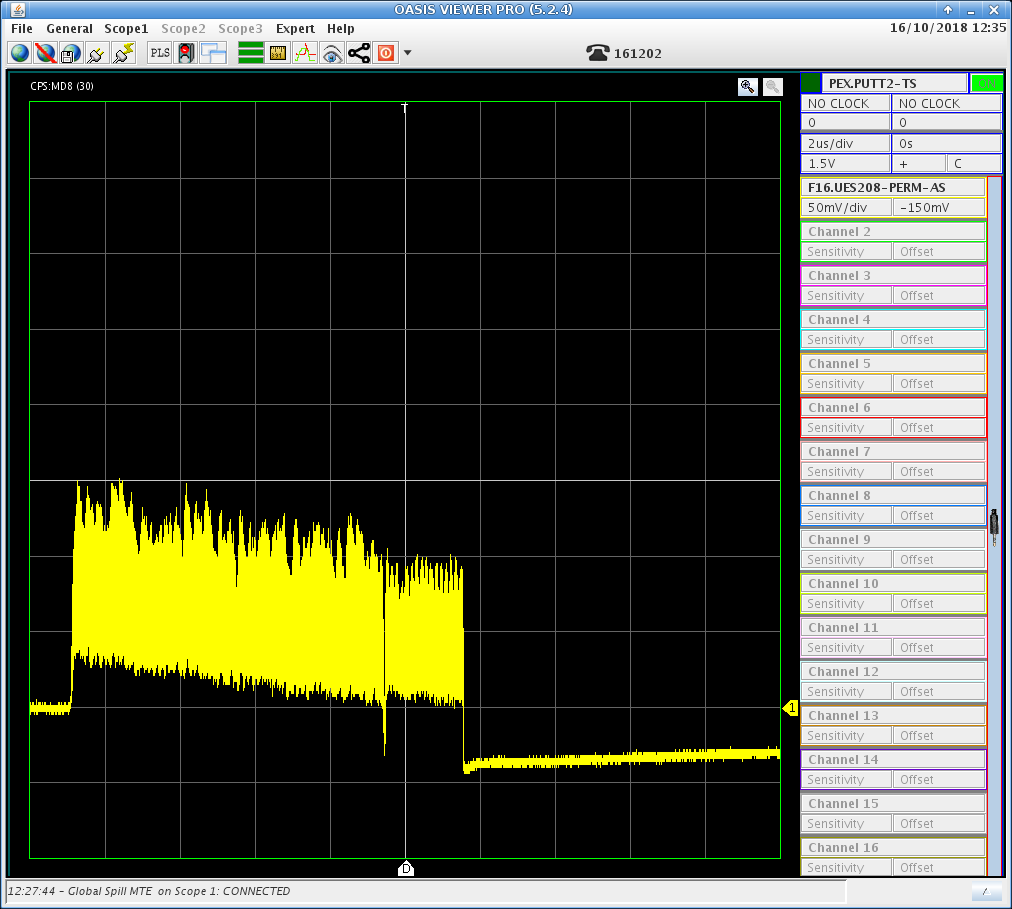 OASIS VIEWER PRO (5.2.4)
File General Scope1 Scope2 Scope3 Expert Help 16/10/2018 12:35
PLS 161202
CPS:MD8 (30)
T
PEX.PUTT2-TS
NO CLOCK NO CLOCK
0 0
2us/div 0s
1.5V + C
F16.UES208-PERM-AS
50mV/div -150mV
Channel 2
Sensitivity Offset
Channel 3
Sensitivity Offset
Channel 4
Sensitivity Offset
Channel 5
Sensitivity Offset
Channel 6
Sensitivity Offset
Channel 7
Sensitivity Offset
Channel 8
Sensitivity Offset
Channel 9
Sensitivity Offset
Channel 10
Sensitivity Offset
Channel 11
Sensitivity Offset
Channel 12
Sensitivity Offset
1
Channel 13
Sensitivity Offset
Channel 14
Sensitivity Offset
Channel 15
Sensitivity Offset
Channel 16
Sensitivity Offset
D
12:27:44 - Global Spill MTE on Scope 1: CONNECTED